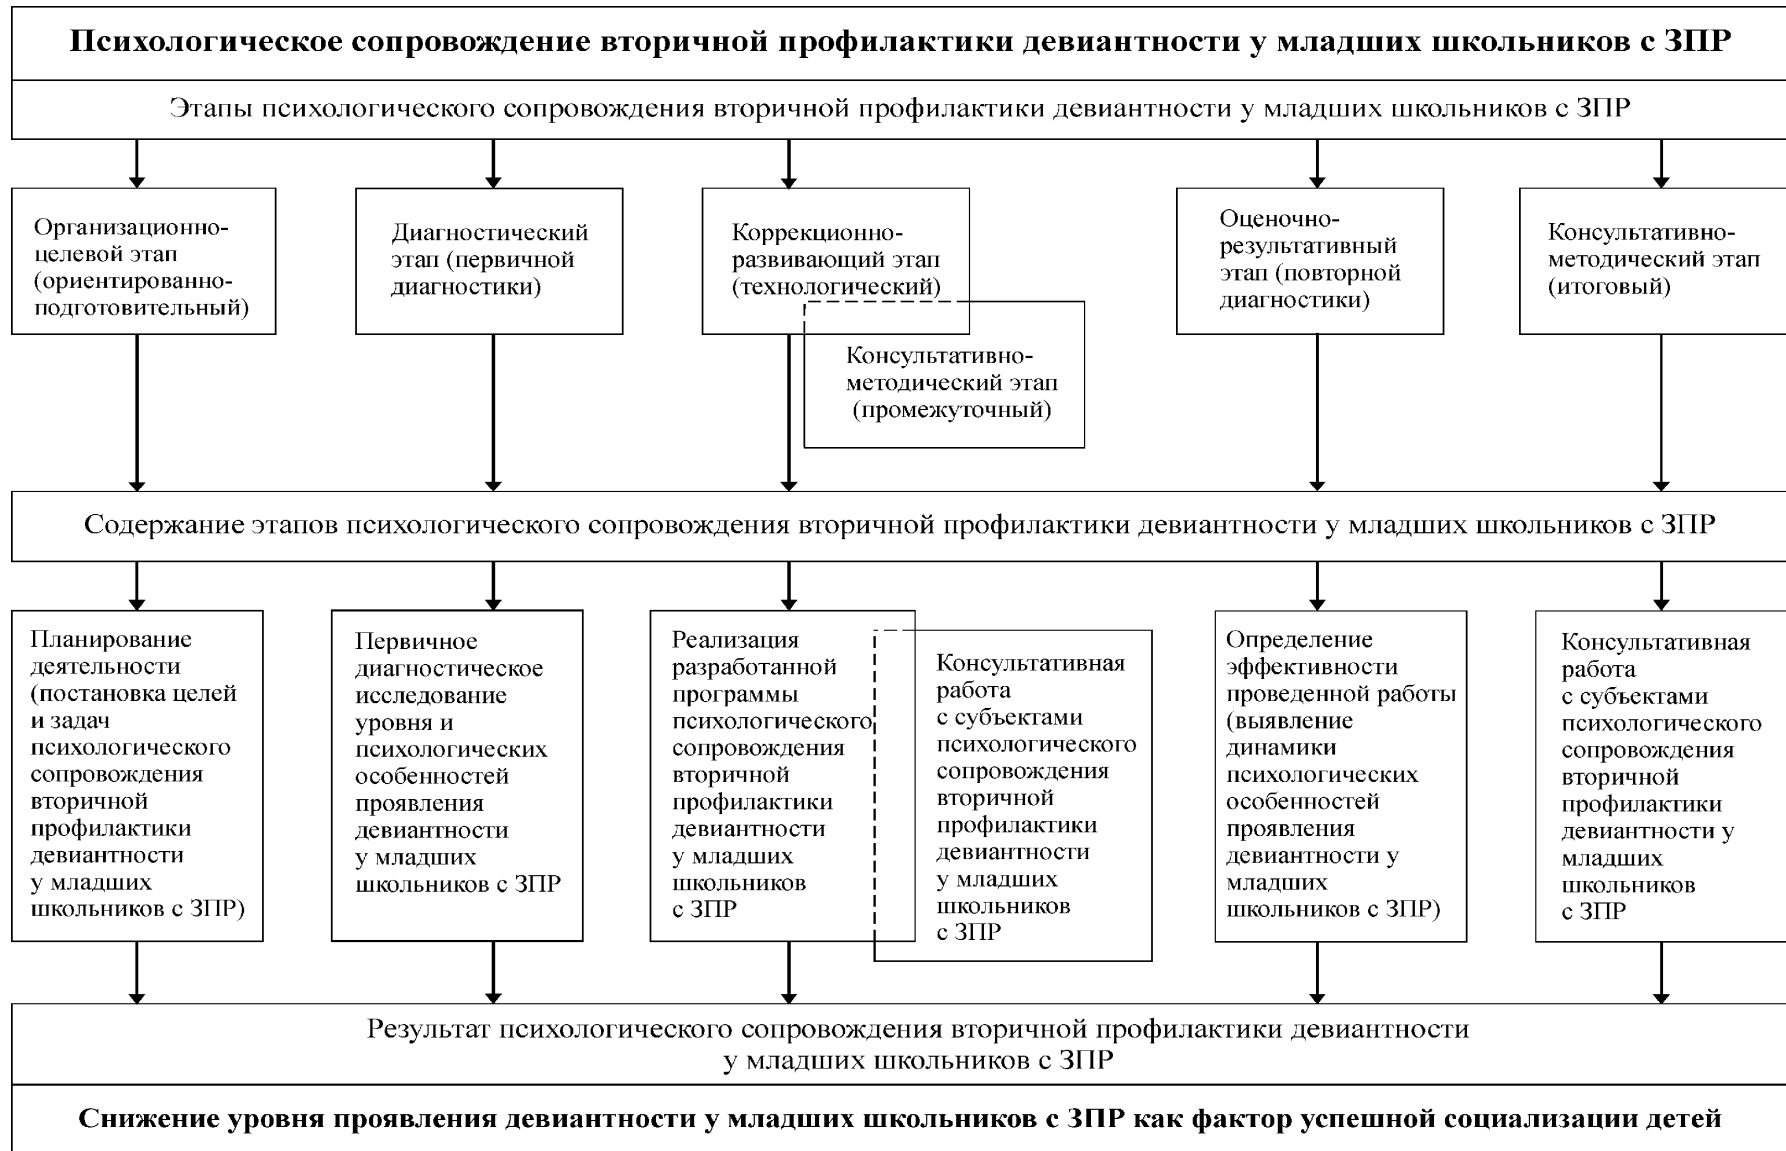 Психологическое сопровождение вторичной профилактики девиантности у младших школьников с ЗПР
Этапы психологического сопровождения вторичной профилактики девиантности у младших школьников с ЗПР
Организационно-
целевой этап
(ориентированно-
подготовительный)
Диагностический
этап (первичной
диагностики)
Коррекционно-
развивающий этап
(технологический)
Консультативно-
методический этап
(промежуточный)
Оценочно-
результативный
этап (повторной
диагностики)
Консультативно-
методический этап
(итоговый)
Содержание этапов психологического сопровождения вторичной профилактики девиантности у младших школьников с ЗПР
Планирование
деятельности
(постановка целей
и задач
психологического
сопровождения
вторичной
профилактики
девиантности
у младших
школьников с ЗПР)
Первичное
диагностическое
исследование
уровня и
психологических
особенностей
проявления
девиантности
у младших
школьников с ЗПР
Реализация
разработанной
программы
психологического
сопровождения
вторичной
профилактики
девиантности
у младших
школьников
с ЗПР
Консультативная
работа
с субъектами
психологического
сопровождения
вторичной
профилактики
девиантности
у младших
школьников
с ЗПР
Определение
эффективности
проведенной работы
(выявление
динамики
психологических
особенностей
проявления
девиантности у
младших
школьников с ЗПР)
Консультативная
работа
с субъектами
психологического
сопровождения
вторичной
профилактики
девиантности у
младших
школьников
с ЗПР
Результат психологического сопровождения вторичной профилактики девиантности
у младших школьников с ЗПР
Снижение уровня проявления девиантности у младших школьников с ЗПР как фактор успешной социализации детей